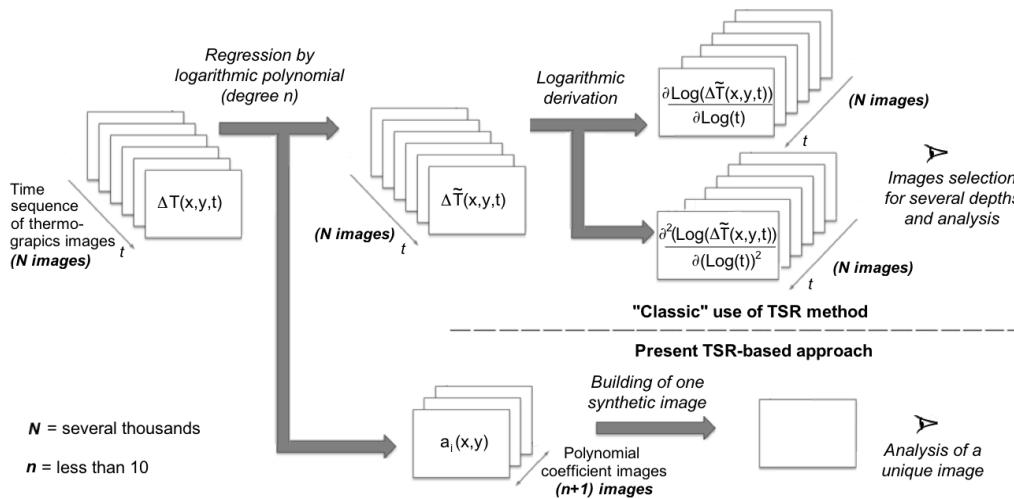 Regression by
logarithmic polynomial
(degree n)
Logarithmic
derivation
∂Log(ΔT̃(x,y,t))
∂Log(t)
(N images)
t
Time
sequence
of thermo-
grapics images
(N images)
ΔT(x,y,t)
t
ΔT̃(x,y,t)
(N images)
t
∂²(Log(ΔT̃(x,y,t))
∂(Log(t))²
(N images)
t
Images selection
for several depths
and analysis
"Classic" use of TSR method
Present TSR-based approach
Building of one
synthetic image
aᵢ(x,y)
Polynomial
coefficient images
(n+1) images
Analysis of a
unique image
N = several thousands
n = less than 10